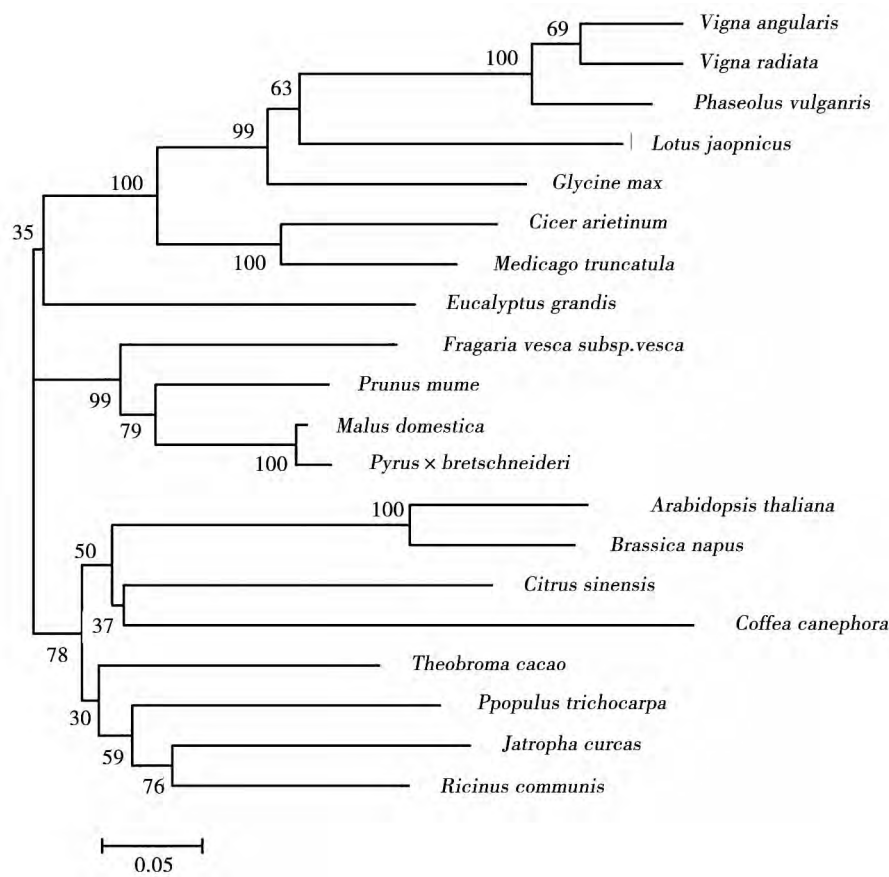 69
Vigna angularis
100
Vigna radiata
63
Phaseolus vulganris
99
Lotus jaopnicus
100
Glycine max
35
Cicer arietinum
100
Medicago truncatula
Eucalyptus grandis
Fragaria vesca subsp.vesca
99
Prunus mume
79
Malus domestica
100
Pyrus × bretschneideri
100
Arabidopsis thaliana
50
Brassica napus
Citrus sinensis
37
Coffea canephora
78
Theobroma cacao
30
Ppopulus trichocarpa
59
Jatropha curcas
76
Ricinus communis
0.05